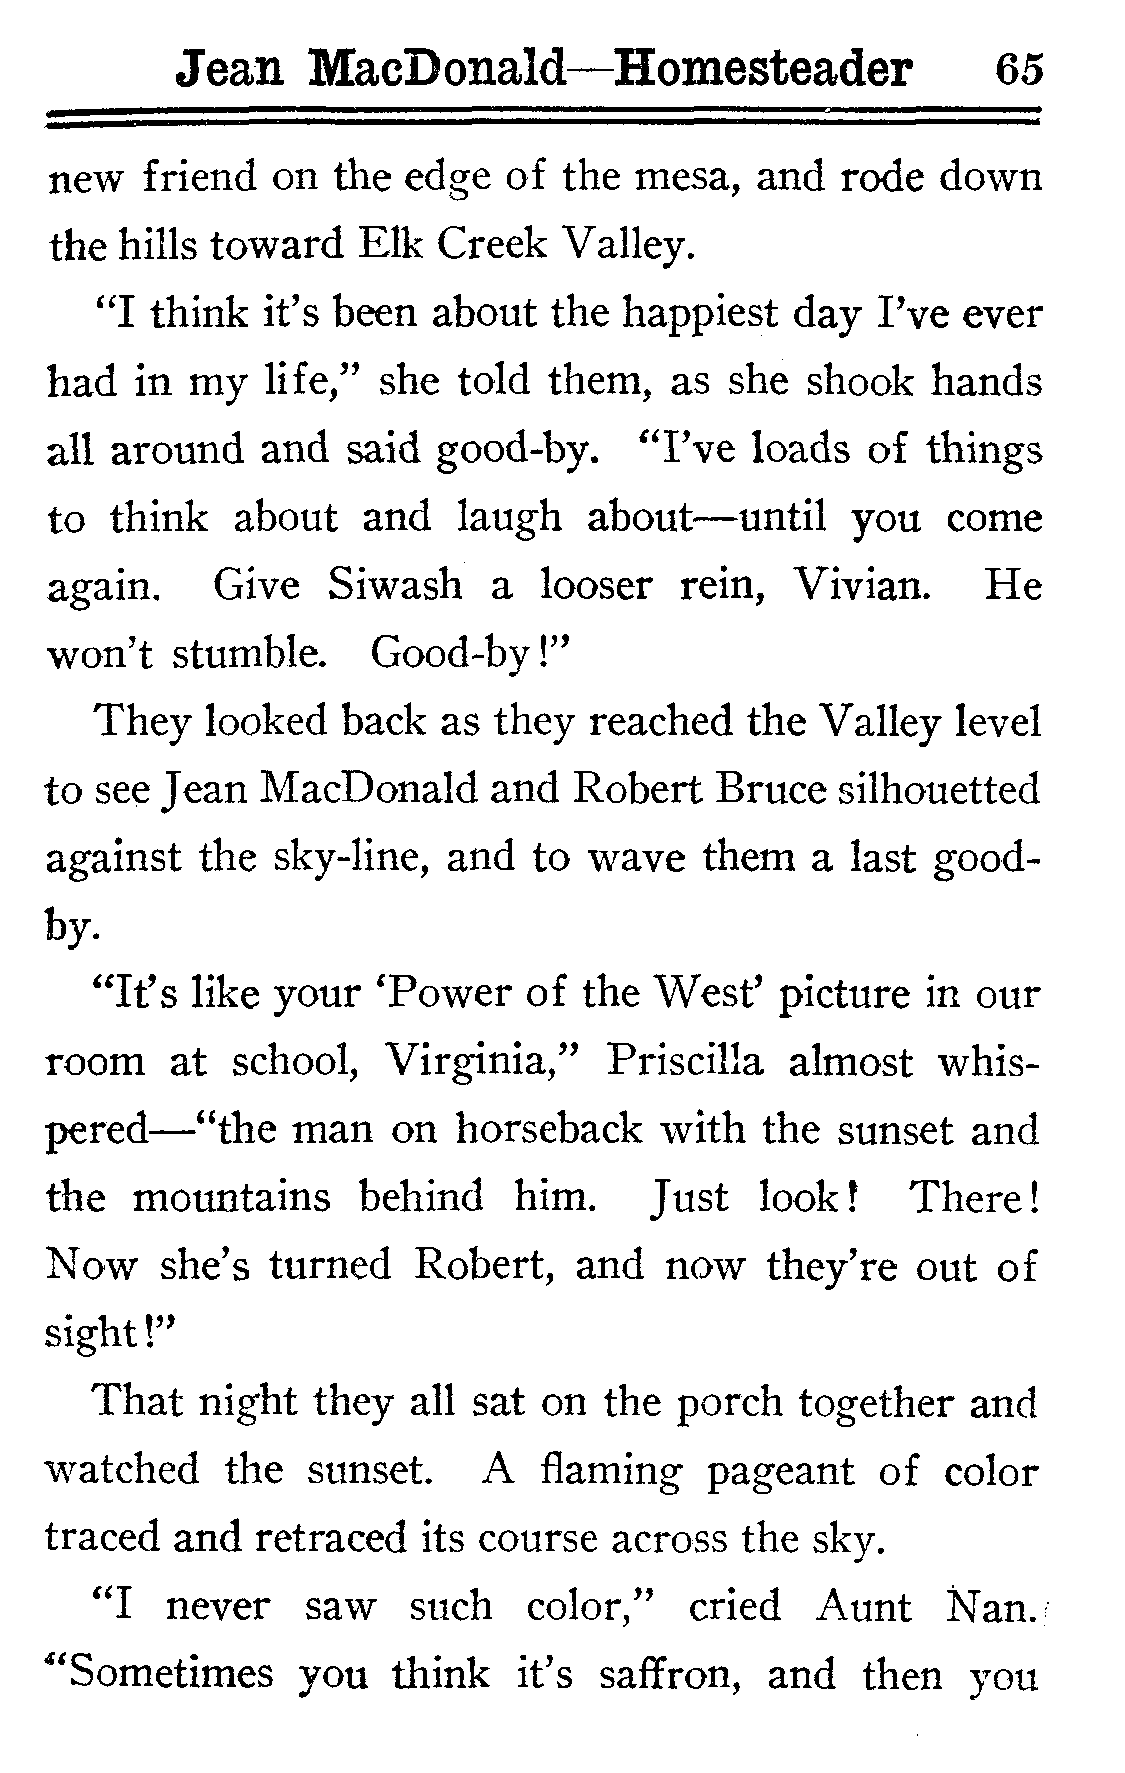 Jean MacDonald—Homesteader 65
new friend on the edge of the mesa, and rode down
the hills toward Elk Creek Valley.
“I think it’s been about the happiest day I’ve ever
had in my life,” she told them, as she shook hands
all around and said good-by. “I’ve loads of things
to think about and laugh about—until you come
again. Give Siwash a looser rein, Vivian. He
won’t stumble. Good-by!”
They looked back as they reached the Valley level
to see Jean MacDonald and Robert Bruce silhouetted
against the sky-line, and to wave them a last good-
by.
“It’s like your ‘Power of the West’ picture in our
room at school, Virginia,” Priscilla almost whis-
pered—“the man on horseback with the sunset and
the mountains behind him. Just look! There!
Now she’s turned Robert, and now they’re out of
sight!”
That night they all sat on the porch together and
watched the sunset. A flaming pageant of color
traced and retraced its course across the sky.
“I never saw such color,” cried Aunt Nan.
“Sometimes you think it’s saffron, and then you